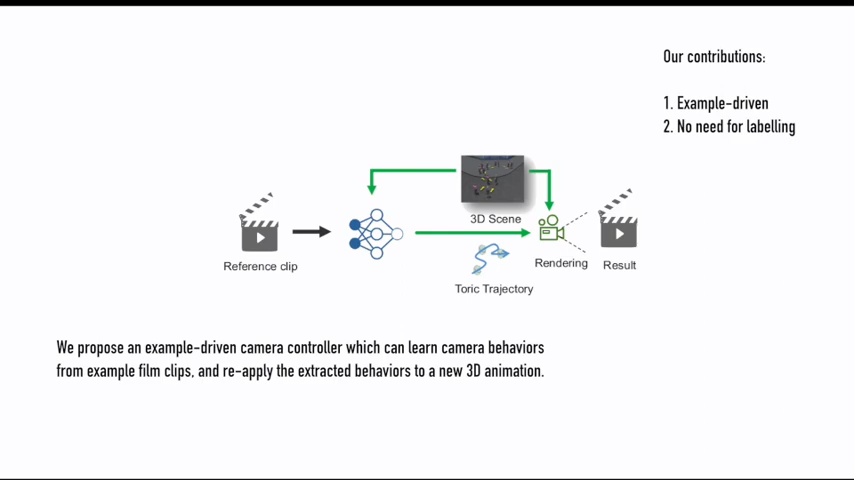 Our contributions:
1. Example-driven
2. No need for labelling
3D Scene
Reference clip
Rendering
Result
Toric Trajectory
We propose an example-driven camera controller which can learn camera behaviors
from example film clips, and re-apply the extracted behaviors to a new 3D animation.